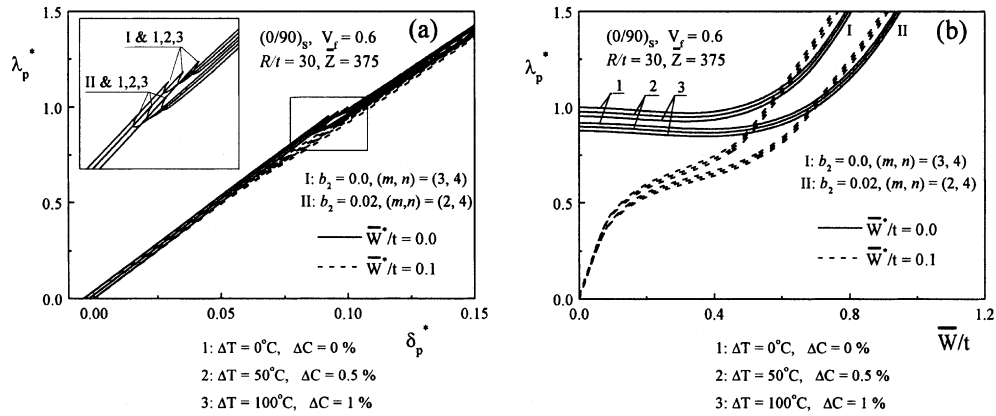 (a)
λp*
I & 1,2,3
II & 1,2,3
(0/90)S, Vf = 0.6
R/t = 30, Z̅ = 375
I: b2 = 0.0, (m, n) = (3, 4)
II: b2 = 0.02, (m,n) = (2, 4)
W̅*/t = 0.0
W̅*/t = 0.1
1.5
1.0
0.5
0.0
0.00 0.05 0.10 0.15
δp*
1: ΔT = 0°C, ΔC = 0 %
2: ΔT = 50°C, ΔC = 0.5 %
3: ΔT = 100°C, ΔC = 1 %
(b)
λp*
(0/90)S, Vf = 0.6
R/t = 30, Z̅ = 375
I II
1 2 3
I: b2 = 0.0, (m, n) = (3, 4)
II: b2 = 0.02, (m, n) = (2, 4)
W̅*/t = 0.0
W̅*/t = 0.1
1.5
1.0
0.5
0.0
0.0 0.4 0.8 1.2
W̅/t
1: ΔT = 0°C, ΔC = 0 %
2: ΔT = 50°C, ΔC = 0.5 %
3: ΔT = 100°C, ΔC = 1 %